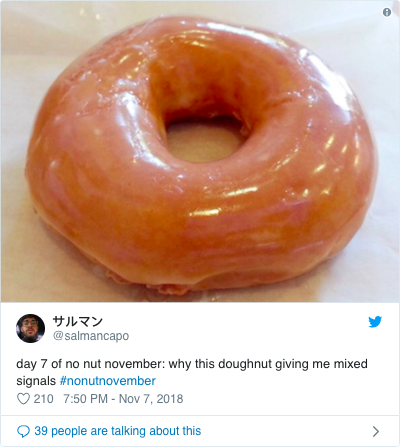 サルマン
@salmancapo
day 7 of no nut november: why this doughnut giving me mixed
signals #nonutnovember
210 7:50 PM - Nov 7, 2018
39 people are talking about this